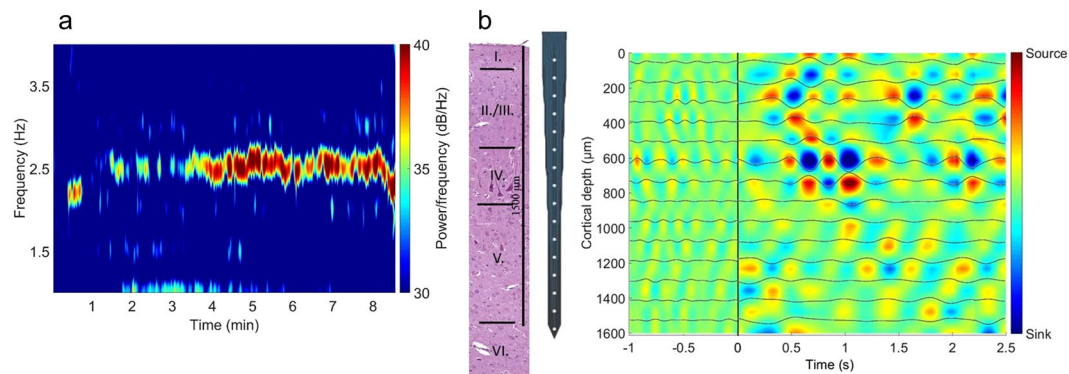 a
b
3.5
2.5
1.5
Frequency (Hz)
1 2 3 4 5 6 7 8
Time (min)
40
35
30
Power/frequency (dB/Hz)
I.
II./III.
IV.
V.
VI.
1500 µm
0
200
400
600
800
1000
1200
1400
1600
Cortical depth (µm)
-1 -0.5 0 0.5 1 1.5 2 2.5
Time (s)
Source
Sink